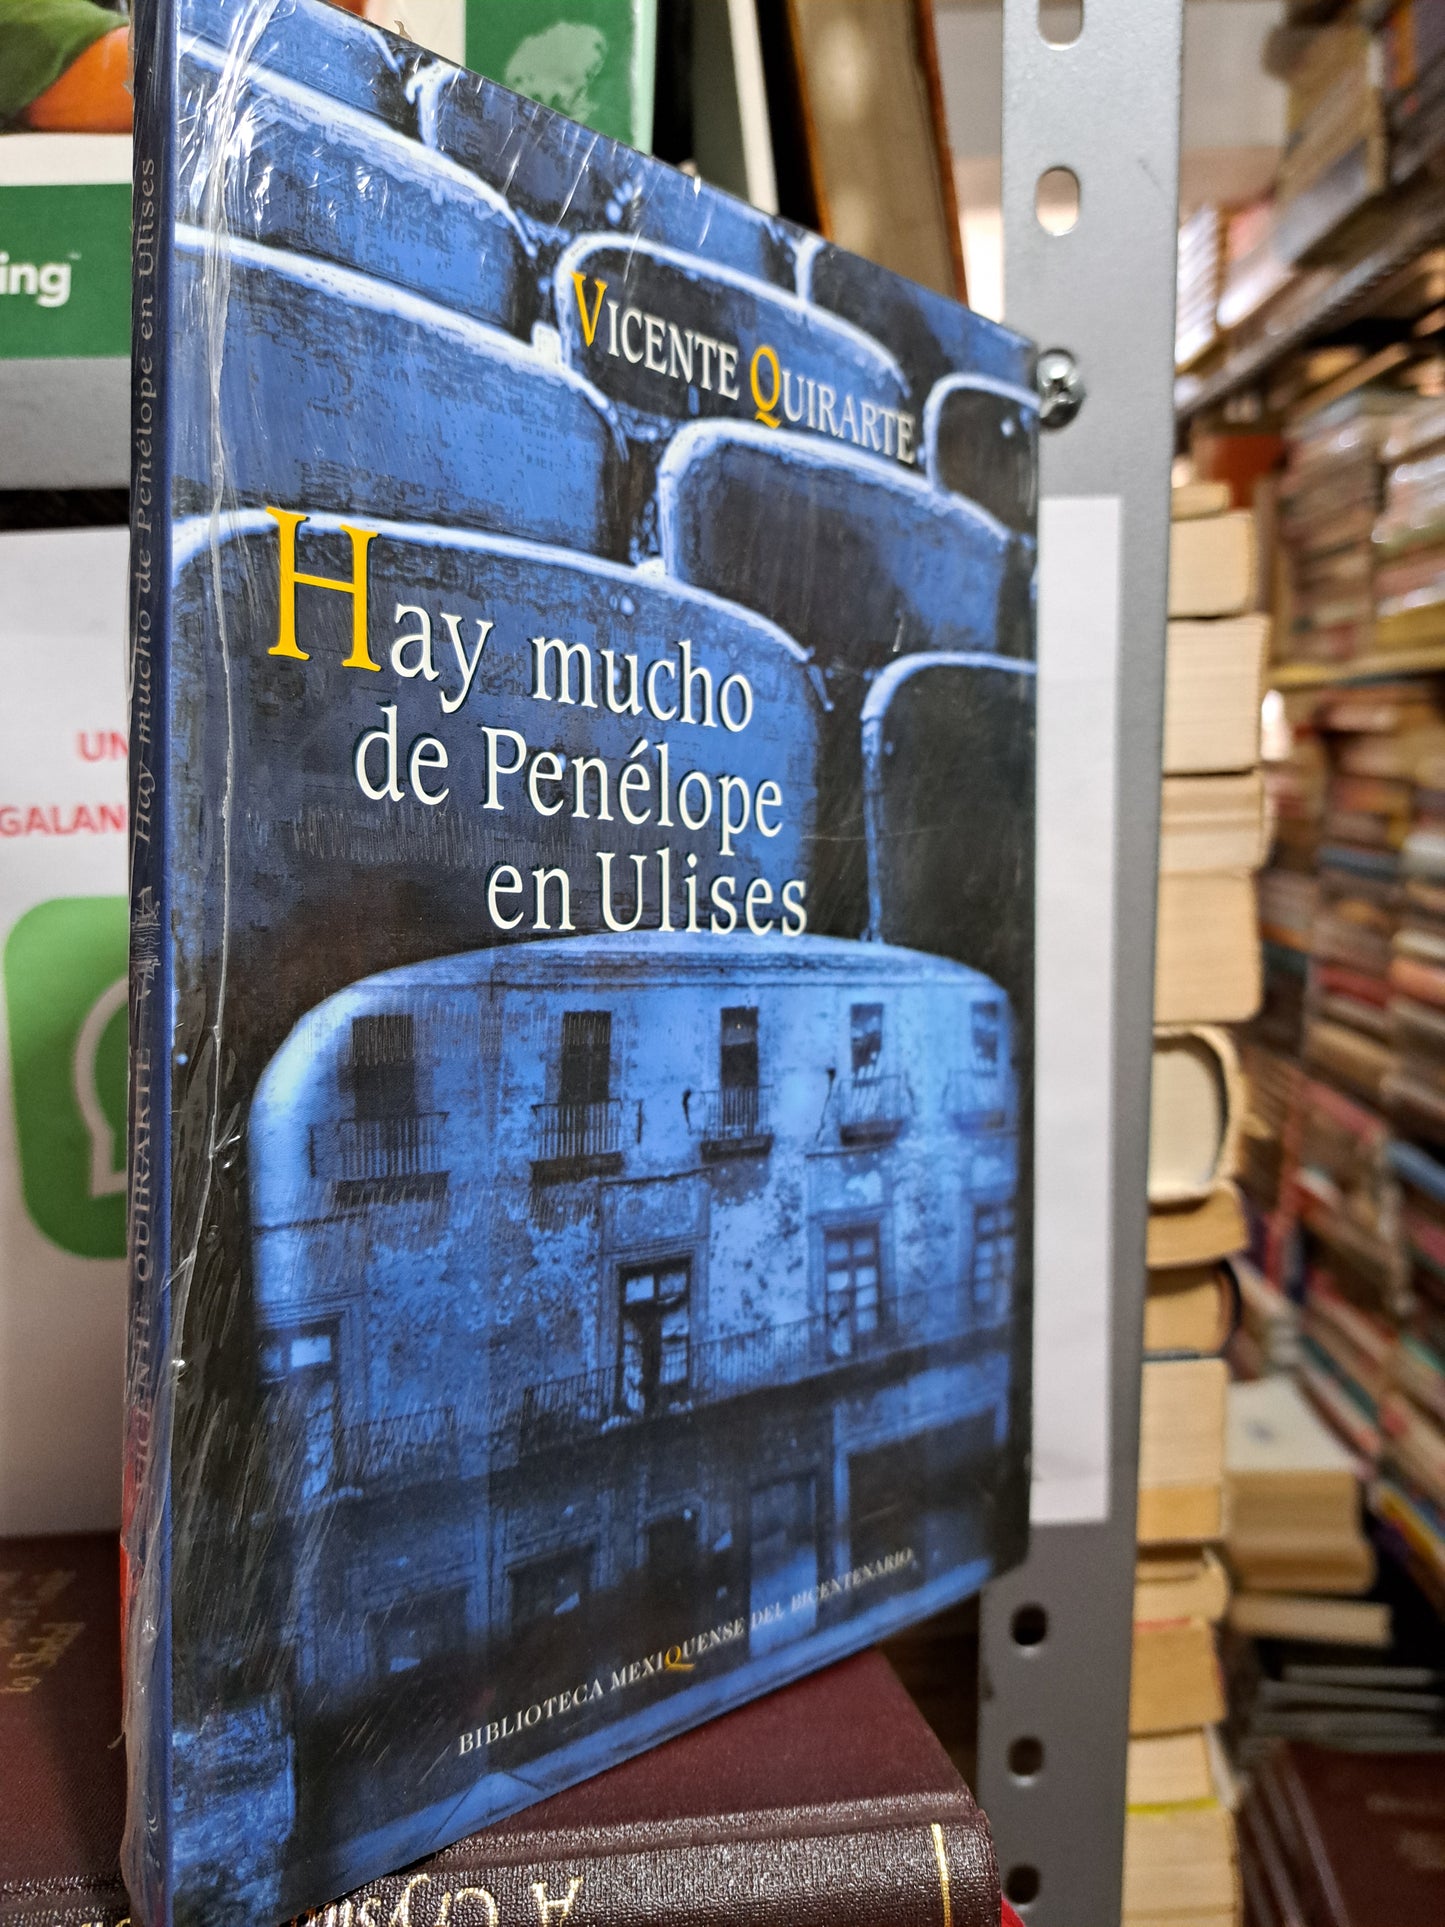 VICENTE QUIRARTE
Hay mucho
de Penélope
en Ulises
BIBLIOTECA MEXIQUENSE DEL BICENTENARIO
VICENTE QUIRARTE Hay mucho de Penélope en Ulises
ing
UN
GALAN
A Crys